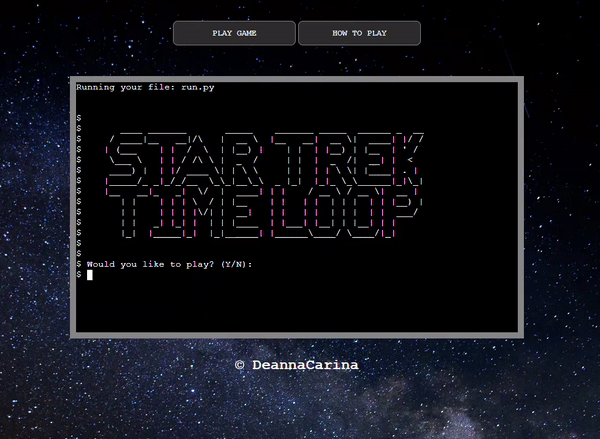 PLAY GAME
HOW TO PLAY
Running your file: run.py
$
$
$
$
$
$
$
STAR TREK
$
$
$
$
$
TIME LOOP
$
$
$ Would you like to play? (Y/N):
$
© DeannaCarina